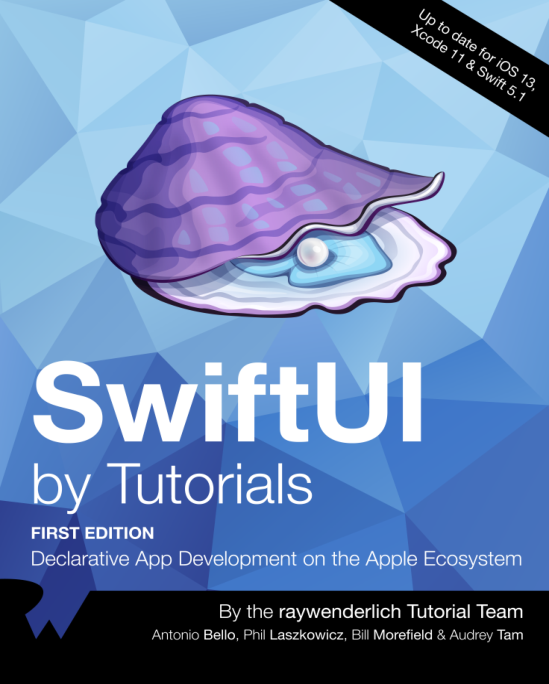 Up to date for iOS 13,
Xcode 11 & Swift 5.1
SwiftUI
by Tutorials
FIRST EDITION
Declarative App Development on the Apple Ecosystem
By the raywenderlich Tutorial Team
Antonio Bello, Phil Laszkowicz, Bill Morefield & Audrey Tam